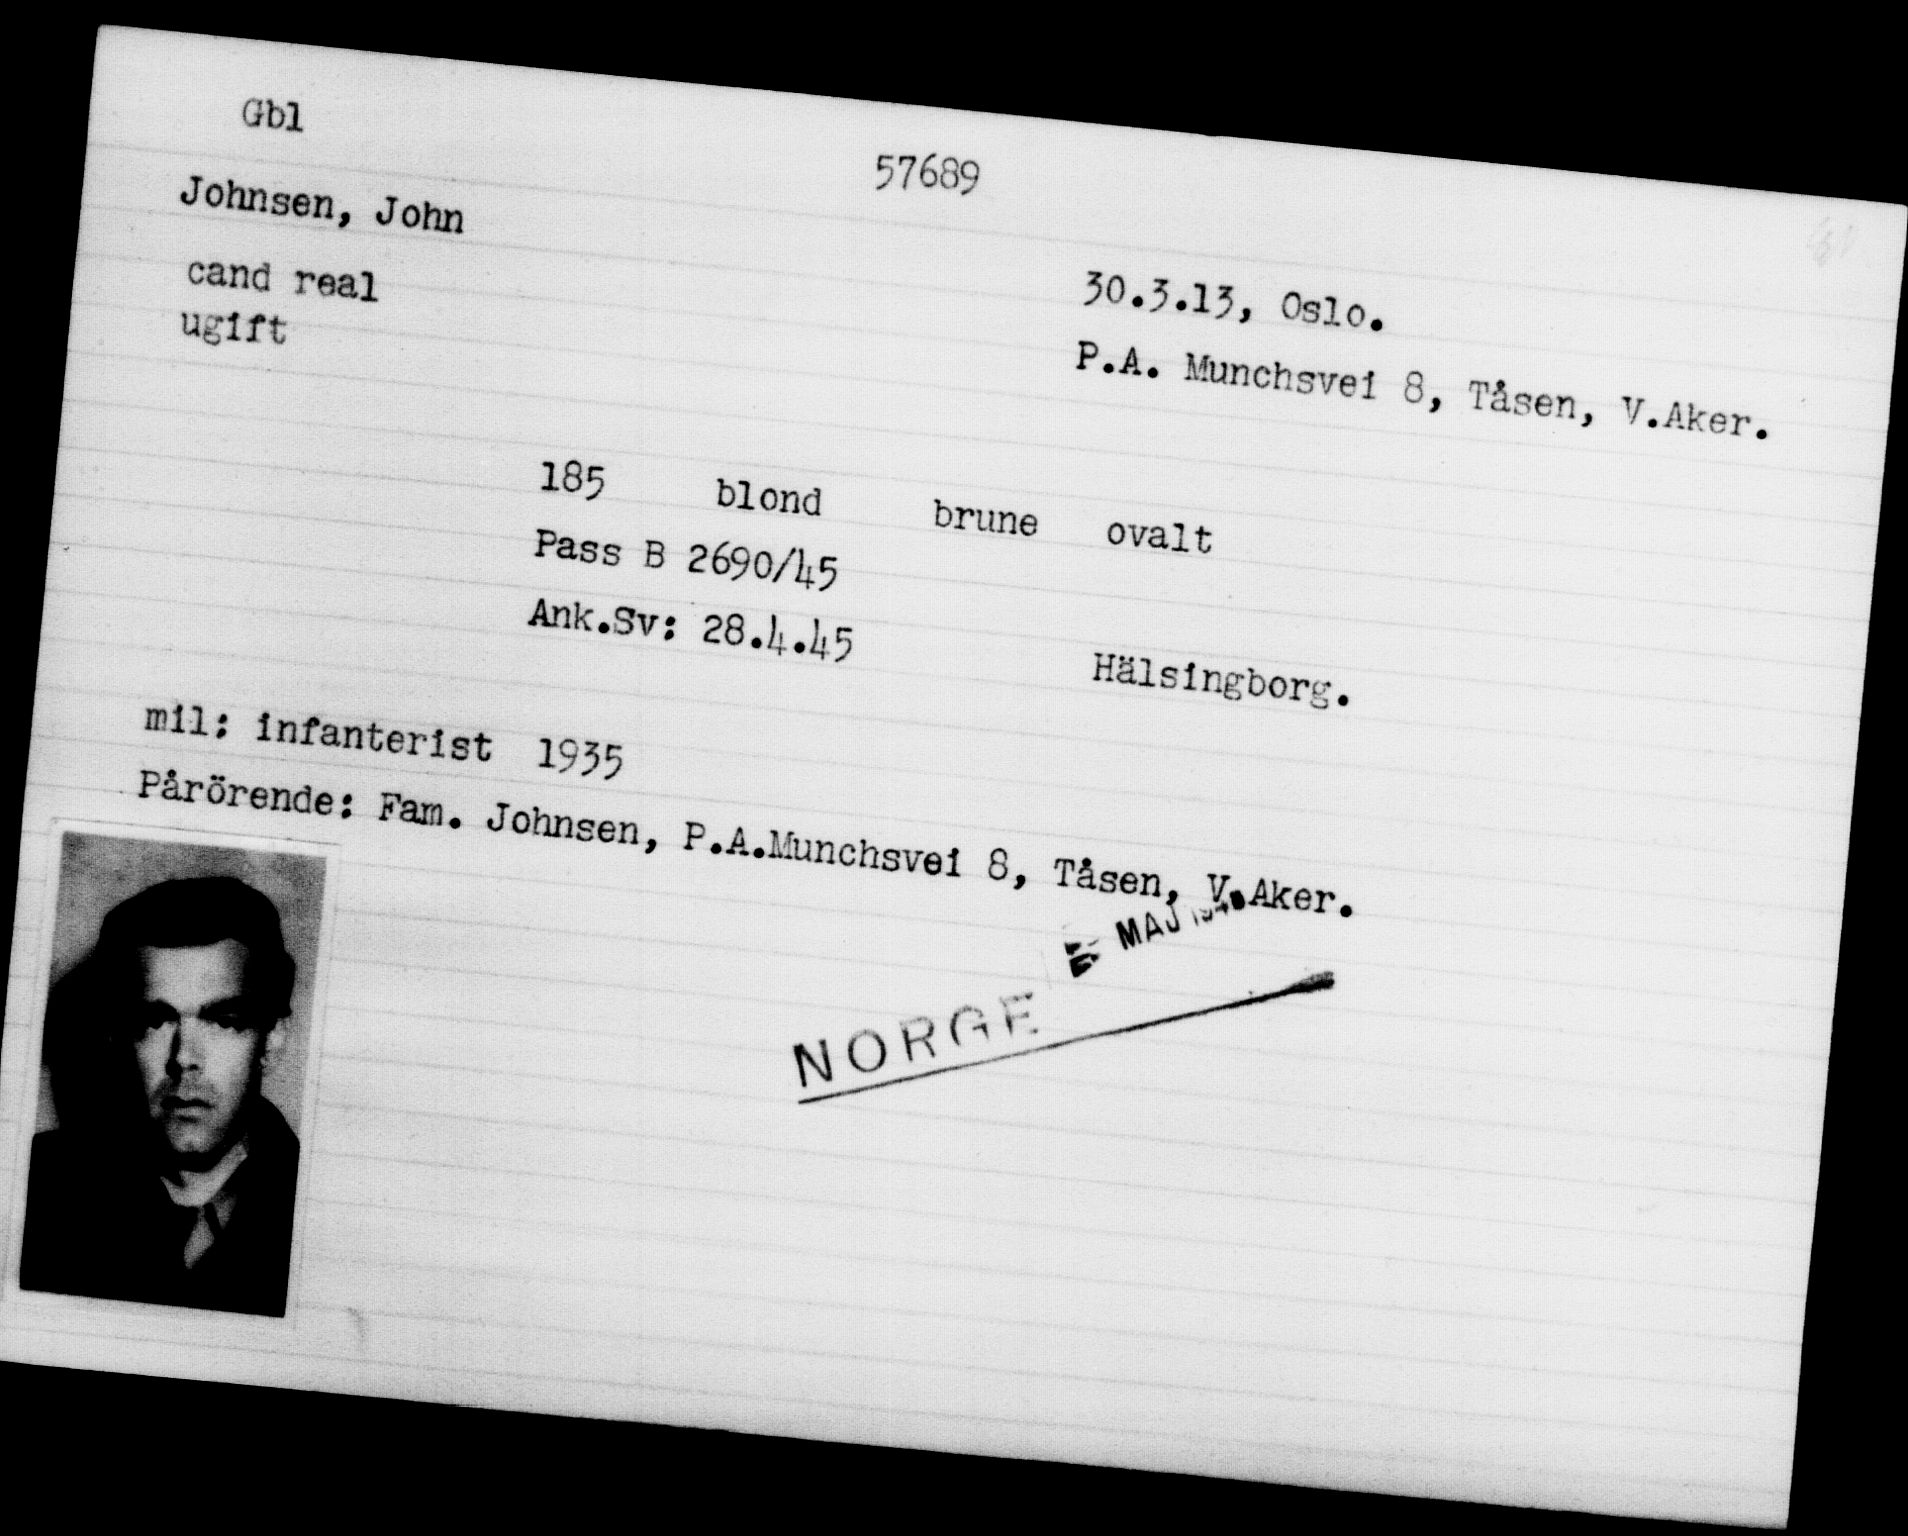 Gbl
57689
Johnsen, John
cand real
30.3.13, Oslo.
ugift
P.A. Munchsvei 8, Tåsen, V.Aker.
185 blond brune ovalt
Pass B 2690/45
Ank.Sv: 28.4.45 Hälsingborg.
mil: infanterist 1935
Pårörende: Fam. Johnsen, P.A.Munchsvei 8, Tåsen, V.Aker.
MAJ
NORGE